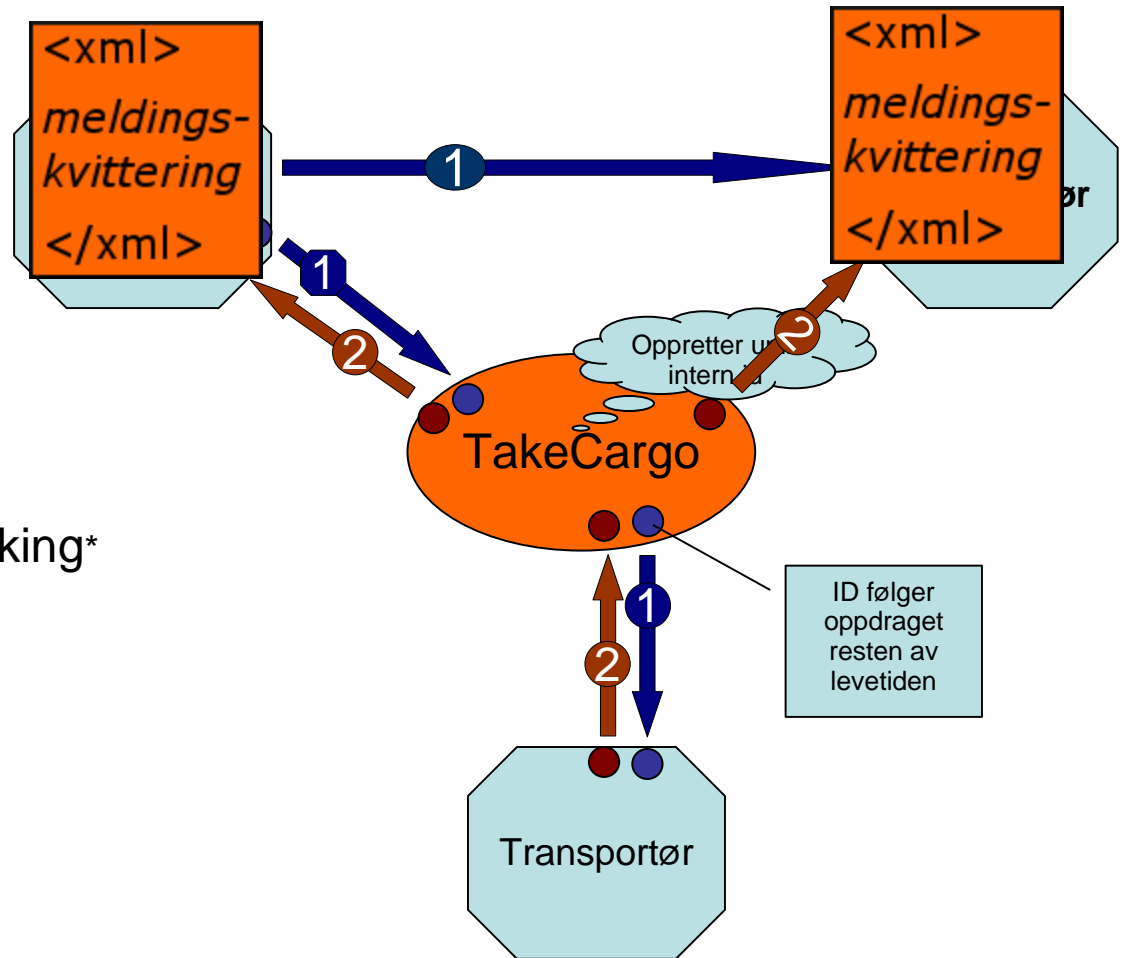 <xml>
meldings-
kvittering
</xml>
<xml>
meldings-
kvittering
</xml>
ør
1
1
2
2
Oppretter
intern
TakeCargo
king*
1
2
ID følger
oppdraget
resten av
levetiden
Transportør